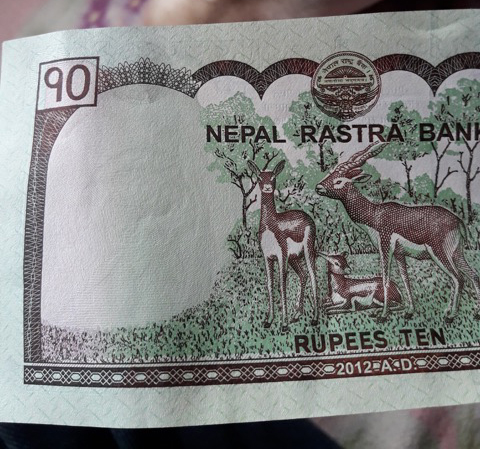 १०
NEPAL RASTRA BANK
RUPEES TEN
2012 A.D.